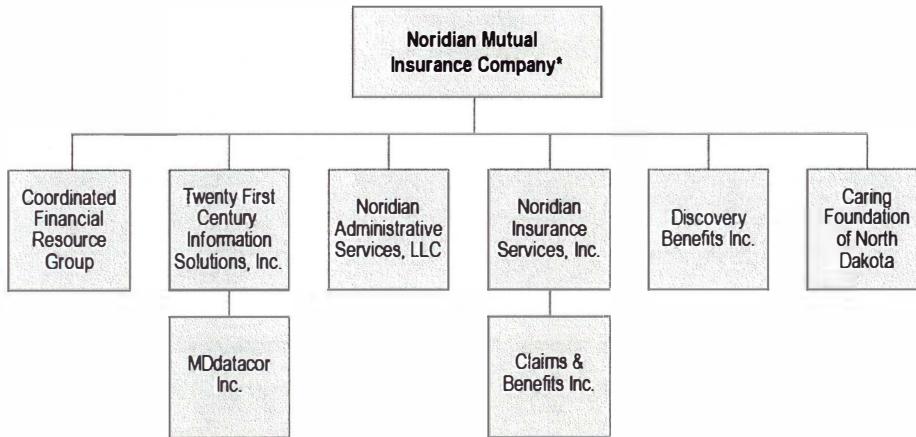 Noridian Mutual
Insurance Company*
Coordinated
Financial
Resource
Group
Twenty First
Century
Information
Solutions, Inc.
Noridian
Administrative
Services, LLC
Noridian
Insurance
Services, Inc.
Discovery
Benefits Inc.
Caring
Foundation
of North
Dakota
MDdatacor
Inc.
Claims &
Benefits Inc.